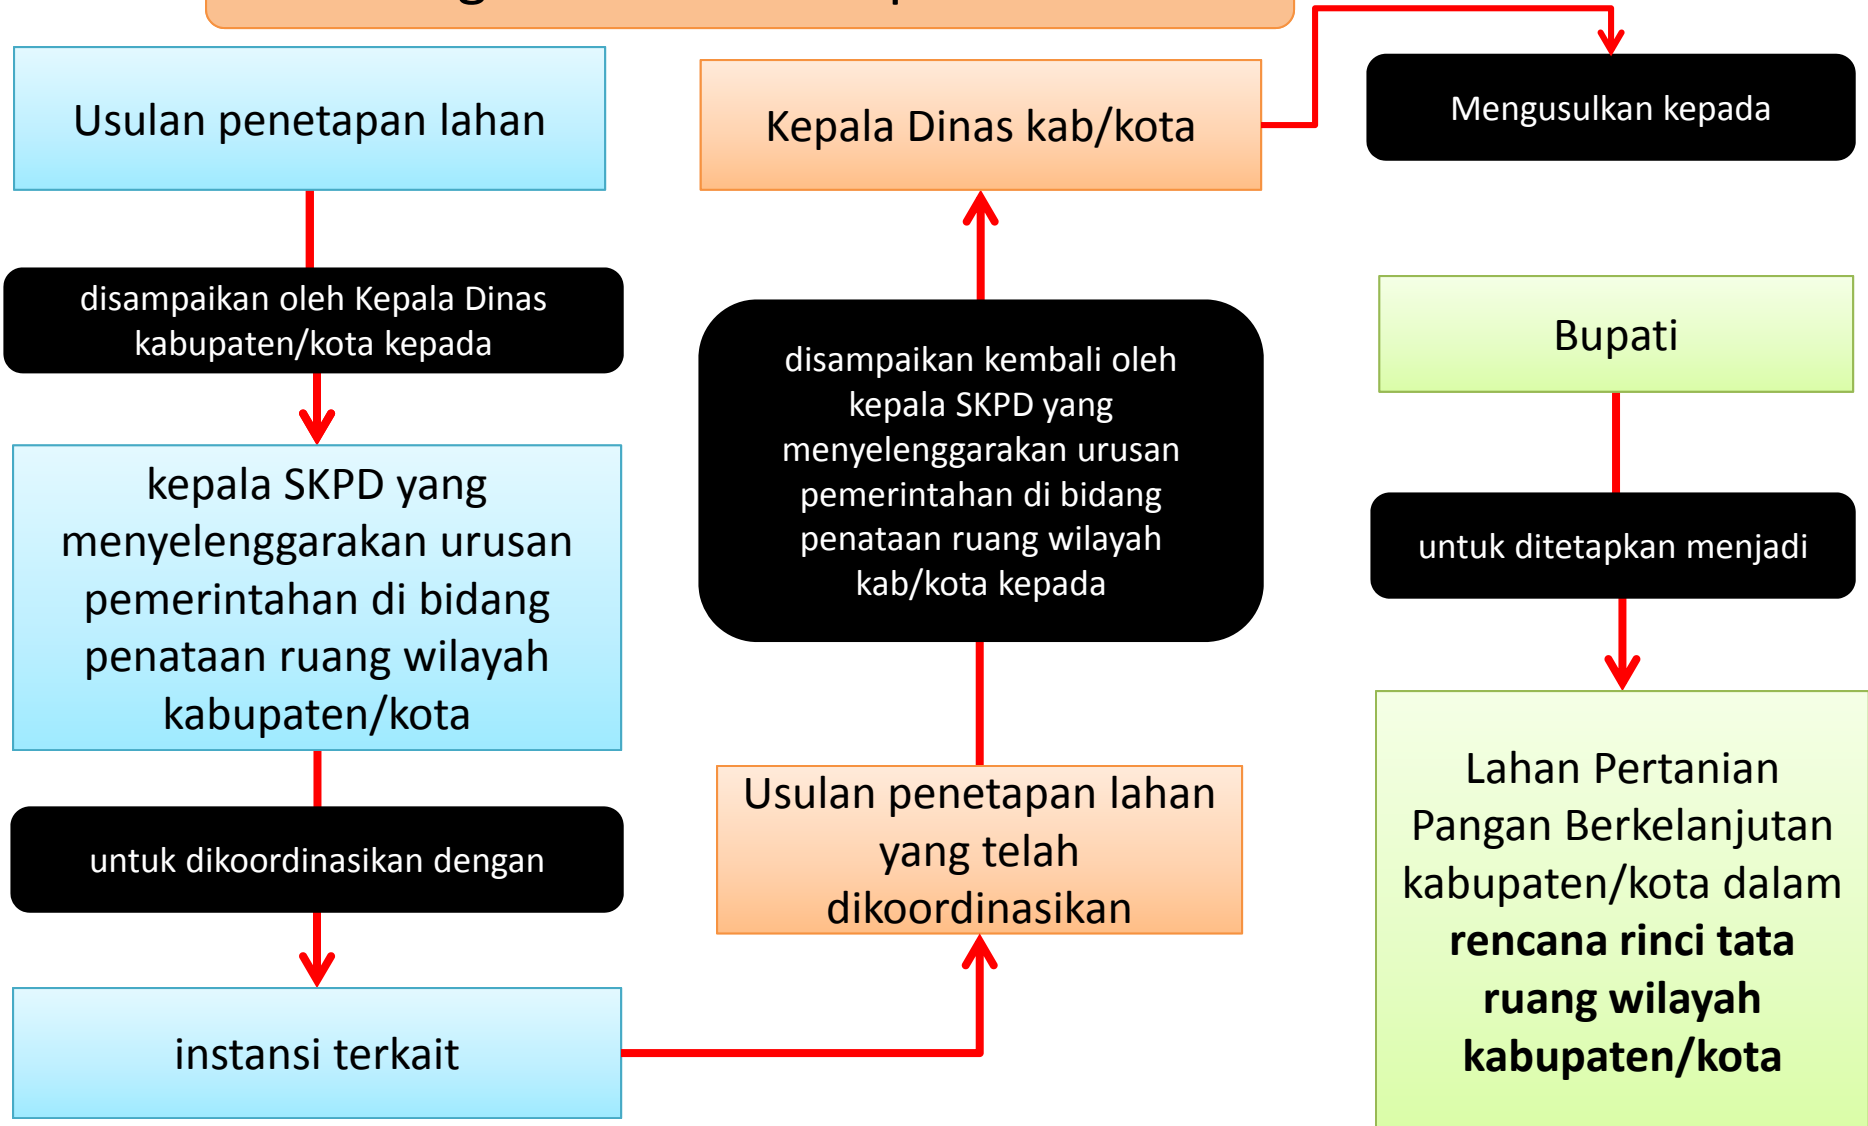 Usulan penetapan lahan
disampaikan oleh Kepala Dinas
kabupaten/kota kepada
kepala SKPD yang
menyelenggarakan urusan
pemerintahan di bidang
penataan ruang wilayah
kabupaten/kota
untuk dikoordinasikan dengan
instansi terkait
Usulan penetapan lahan
yang telah
dikoordinasikan
disampaikan kembali oleh
kepala SKPD yang
menyelenggarakan urusan
pemerintahan di bidang
penataan ruang wilayah
kab/kota kepada
Kepala Dinas kab/kota
Mengusulkan kepada
Bupati
untuk ditetapkan menjadi
Lahan Pertanian
Pangan Berkelanjutan
kabupaten/kota dalam
rencana rinci tata
ruang wilayah
kabupaten/kota